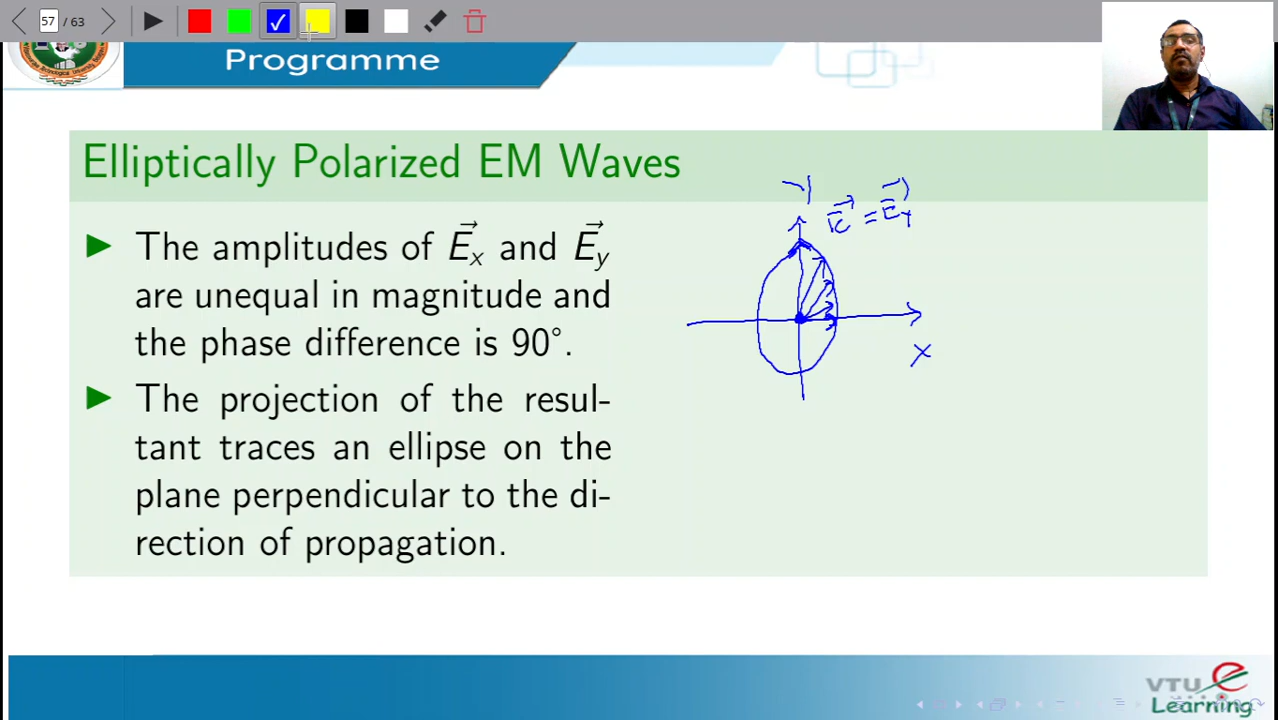 57 / 63
Programme
Elliptically Polarized EM Waves
The amplitudes of E⃗x and E⃗y
are unequal in magnitude and
the phase difference is 90°.
The projection of the resul-
tant traces an ellipse on the
plane perpendicular to the di-
rection of propagation.
Y
E⃗ = E⃗Y
X
VTU e
Learning